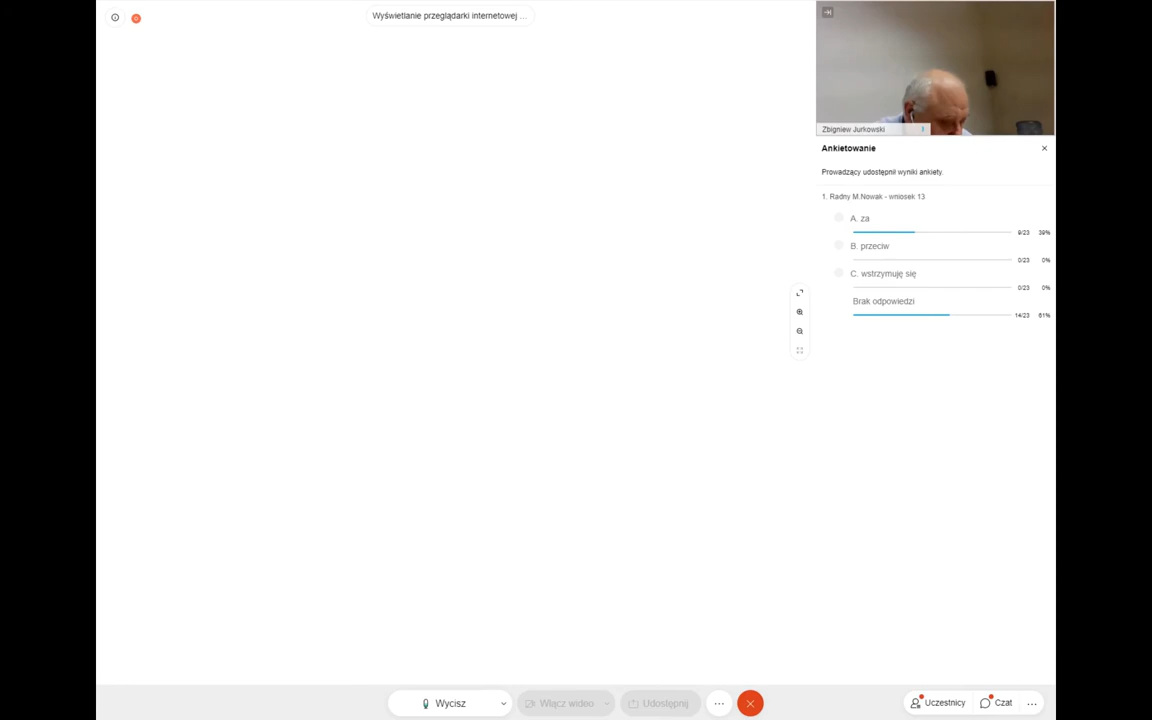 Wyświetlanie przeglądarki internetowej ...
Zbigniew Jurkowski
Ankietowanie
Prowadzący udostępnił wyniki ankiety.
1. Radny M.Nowak - wniosek 13
A. za
9/23 39%
B. przeciw
0/23 0%
C. wstrzymuję się
0/23 0%
Brak odpowiedzi
14/23 61%
Wycisz
Włącz wideo
Udostępnij
Uczestnicy
Czat